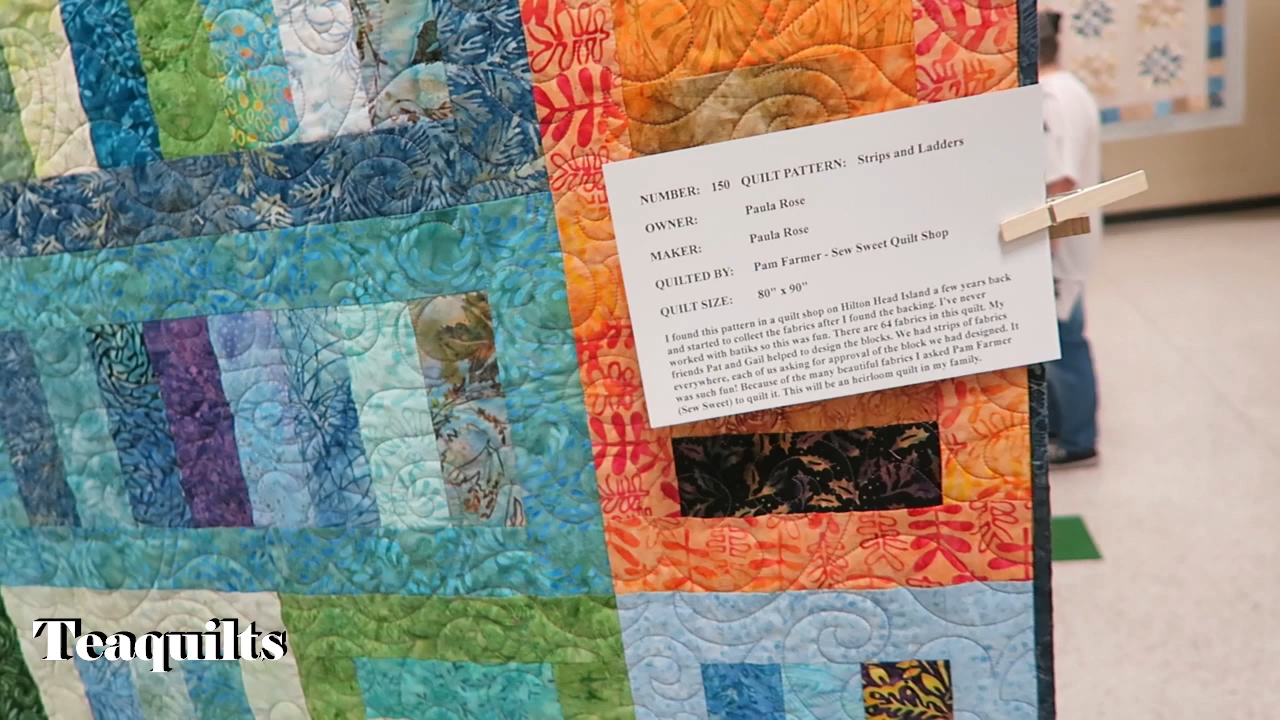 NUMBER: 150 QUILT PATTERN: Strips and Ladders
OWNER: Paula Rose
MAKER: Paula Rose
QUILTED BY: Pam Farmer - Sew Sweet Quilt Shop
QUILT SIZE: 80" x 90"
I found this pattern in a quilt shop on Hilton Head Island a few years back
and started to collect the fabrics after I found the backing. I've never
worked with batiks so this was fun. There are 64 fabrics in this quilt. My
friends Pat and Gail helped to design the blocks. We had strips of fabrics
everywhere, each of us asking for approval of the block we had designed. It
was such fun! Because of the many beautiful fabrics I asked Pam Farmer
(Sew Sweet) to quilt it. This will be an heirloom quilt in my family.
Teaquilts